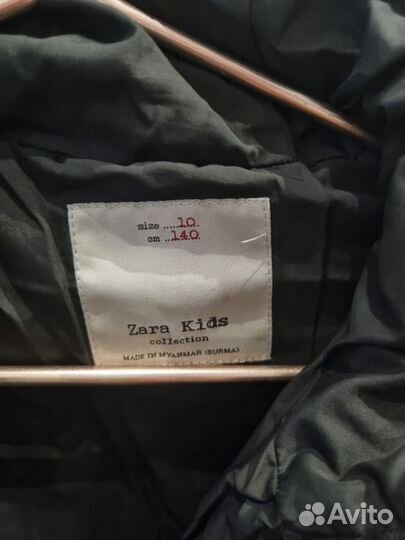 size .....10.
cm ..140.
Zara Kids
collection
MADE IN MYANMAR (BURMA)
Avito